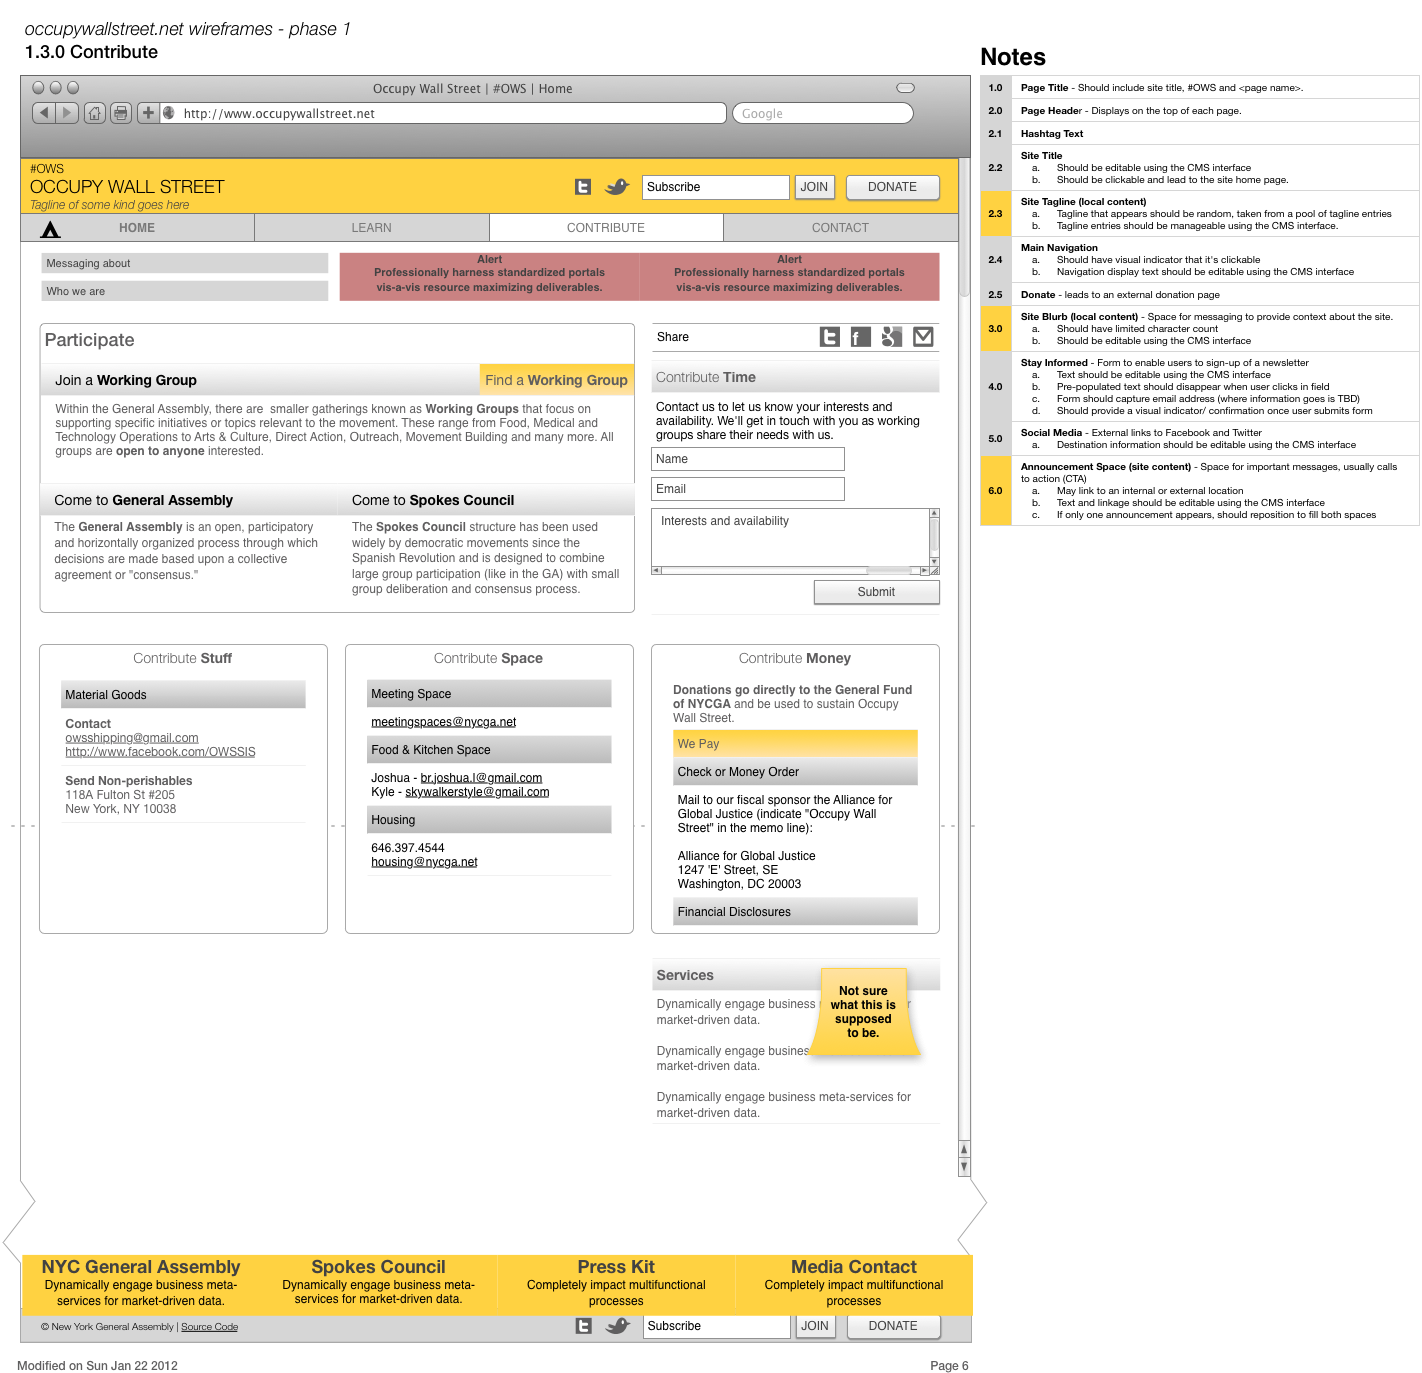 occupywallstreet.net wireframes - phase 1
1.3.0 Contribute
Occupy Wall Street | #OWS | Home
http://www.occupywallstreet.net
Google
#OWS
OCCUPY WALL STREET
Tagline of some kind goes here
Subscribe
JOIN
DONATE
HOME
LEARN
CONTRIBUTE
CONTACT
Messaging about
Who we are
Alert
Professionally harness standardized portals
vis-a-vis resource maximizing deliverables.
Alert
Professionally harness standardized portals
vis-a-vis resource maximizing deliverables.
Participate
Join a Working Group
Find a Working Group
Within the General Assembly, there are smaller gatherings known as Working Groups that focus on
supporting specific initiatives or topics relevant to the movement. These range from Food, Medical and
Technology Operations to Arts & Culture, Direct Action, Outreach, Movement Building and many more. All
groups are open to anyone interested.
Come to General Assembly
The General Assembly is an open, participatory
and horizontally organized process through which
decisions are made based upon a collective
agreement or "consensus."
Come to Spokes Council
The Spokes Council structure has been used
widely by democratic movements since the
Spanish Revolution and is designed to combine
large group participation (like in the GA) with small
group deliberation and consensus process.
Share
Contribute Time
Contact us to let us know your interests and
availability. We'll get in touch with you as working
groups share their needs with us.
Name
Email
Interests and availability
Submit
Contribute Stuff
Material Goods
Contact
owsshipping@gmail.com
http://www.facebook.com/OWSSIS
Send Non-perishables
118A Fulton St #205
New York, NY 10038
Contribute Space
Meeting Space
meetingspaces@nycga.net
Food & Kitchen Space
Joshua - br.joshua.l@gmail.com
Kyle - skywalkerstyle@gmail.com
Housing
646.397.4544
housing@nycga.net
Contribute Money
Donations go directly to the General Fund
of NYCGA and be used to sustain Occupy
Wall Street.
We Pay
Check or Money Order
Mail to our fiscal sponsor the Alliance for
Global Justice (indicate "Occupy Wall
Street" in the memo line):
Alliance for Global Justice
1247 'E' Street, SE
Washington, DC 20003
Financial Disclosures
Services
Dynamically engage business
market-driven data.
Dynamically engage busines
market-driven data.
Dynamically engage business meta-services for
market-driven data.
Not sure
what this is
supposed
to be.
NYC General Assembly
Dynamically engage business meta-
services for market-driven data.
Spokes Council
Dynamically engage business meta-
services for market-driven data.
Press Kit
Completely impact multifunctional
processes
Media Contact
Completely impact multifunctional
processes
© New York General Assembly | Source Code
Subscribe
JOIN
DONATE
Modified on Sun Jan 22 2012
Page 6
Notes
1.0 Page Title - Should include site title, #OWS and <page name>.
2.0 Page Header - Displays on the top of each page.
2.1 Hashtag Text
2.2 Site Title
a. Should be editable using the CMS interface
b. Should be clickable and lead to the site home page.
2.3 Site Tagline (local content)
a. Tagline that appears should be random, taken from a pool of tagline entries
b. Tagline entries should be manageable using the CMS interface.
2.4 Main Navigation
a. Should have visual indicator that it's clickable
b. Navigation display text should be editable using the CMS interface
2.5 Donate - leads to an external donation page
3.0 Site Blurb (local content) - Space for messaging to provide context about the site.
a. Should have limited character count
b. Should be editable using the CMS interface
4.0 Stay Informed - Form to enable users to sign-up of a newsletter
a. Text should be editable using the CMS interface
b. Pre-populated text should disappear when user clicks in field
c. Form should capture email address (where information goes is TBD)
d. Should provide a visual indicator/ confirmation once user submits form
5.0 Social Media - External links to Facebook and Twitter
a. Destination information should be editable using the CMS interface
6.0 Announcement Space (site content) - Space for important messages, usually calls
to action (CTA)
a. May link to an internal or external location
b. Text and linkage should be editable using the CMS interface
c. If only one announcement appears, should reposition to fill both spaces